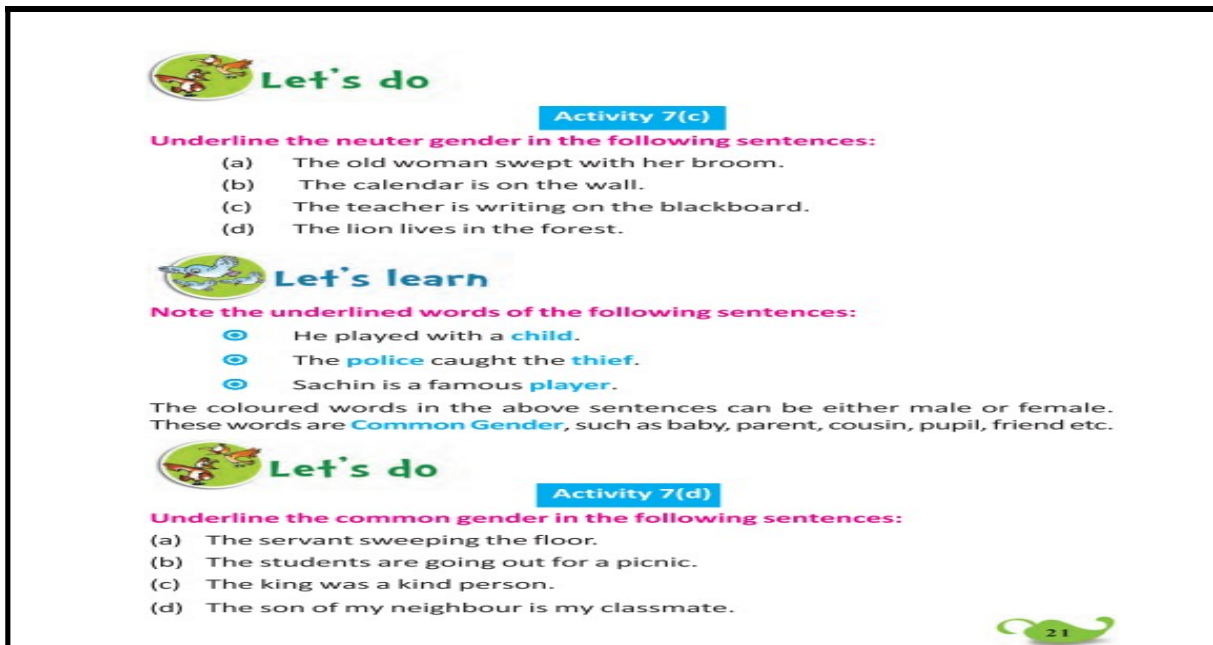 Let's do
Activity 7(c)
Underline the neuter gender in the following sentences:
(a) The old woman swept with her broom.
(b) The calendar is on the wall.
(c) The teacher is writing on the blackboard.
(d) The lion lives in the forest.
Let's learn
Note the underlined words of the following sentences:
He played with a child.
The police caught the thief.
Sachin is a famous player.
The coloured words in the above sentences can be either male or female.
These words are Common Gender, such as baby, parent, cousin, pupil, friend etc.
Let's do
Activity 7(d)
Underline the common gender in the following sentences:
(a) The servant sweeping the floor.
(b) The students are going out for a picnic.
(c) The king was a kind person.
(d) The son of my neighbour is my classmate.
21